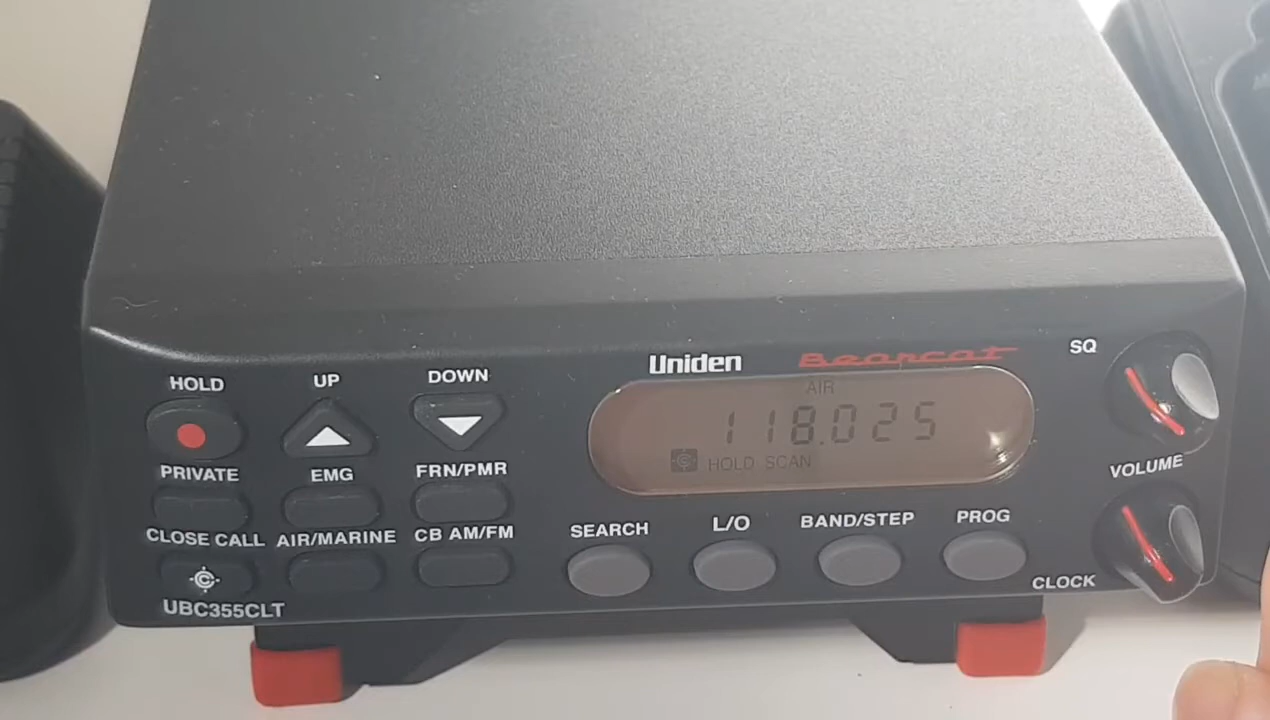 Uniden Bearcat
SQ
HOLD UP DOWN
AIR
118.025
HOLD SCAN
PRIVATE EMG FRN/PMR
VOLUME
CLOSE CALL AIR/MARINE CB AM/FM
SEARCH L/O BAND/STEP PROG
CLOCK
UBC355CLT